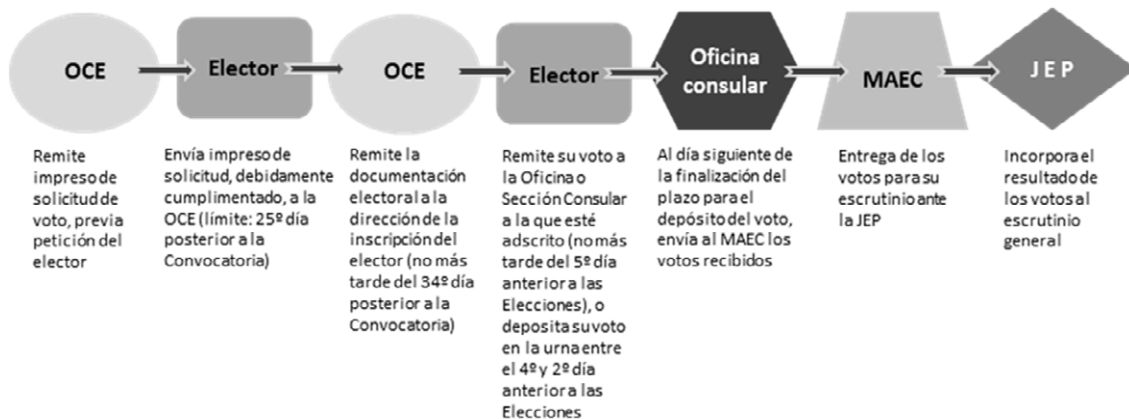 OCE
Elector
OCE
Elector
Oficina
consular
MAEC
J E P
Remite
impreso de
solicitud de
voto, previa
petición del
elector
Envía impreso de
solicitud, debidamente
cumplimentado, a la
OCE (límite: 25º día
posterior a la
Convocatoria)
Remite la
documentación
electoral a la
dirección de la
inscripción del
elector (no más
tarde del 34º día
posterior a la
Convocatoria)
Remite su voto a
la Oficina o
Sección Consular
a la que esté
adscrito (no más
tarde del 5º día
anterior a las
Elecciones), o
deposita su voto
en la urna entre
el 4º y 2º día
anterior a las
Elecciones
Al día siguiente de
la finalización del
plazo para el
depósito del voto,
envía al MAEC los
votos recibidos
Entrega de los
votos para su
escrutinio ante
la JEP
Incorpora el
resultado de
los votos al
escrutinio
general